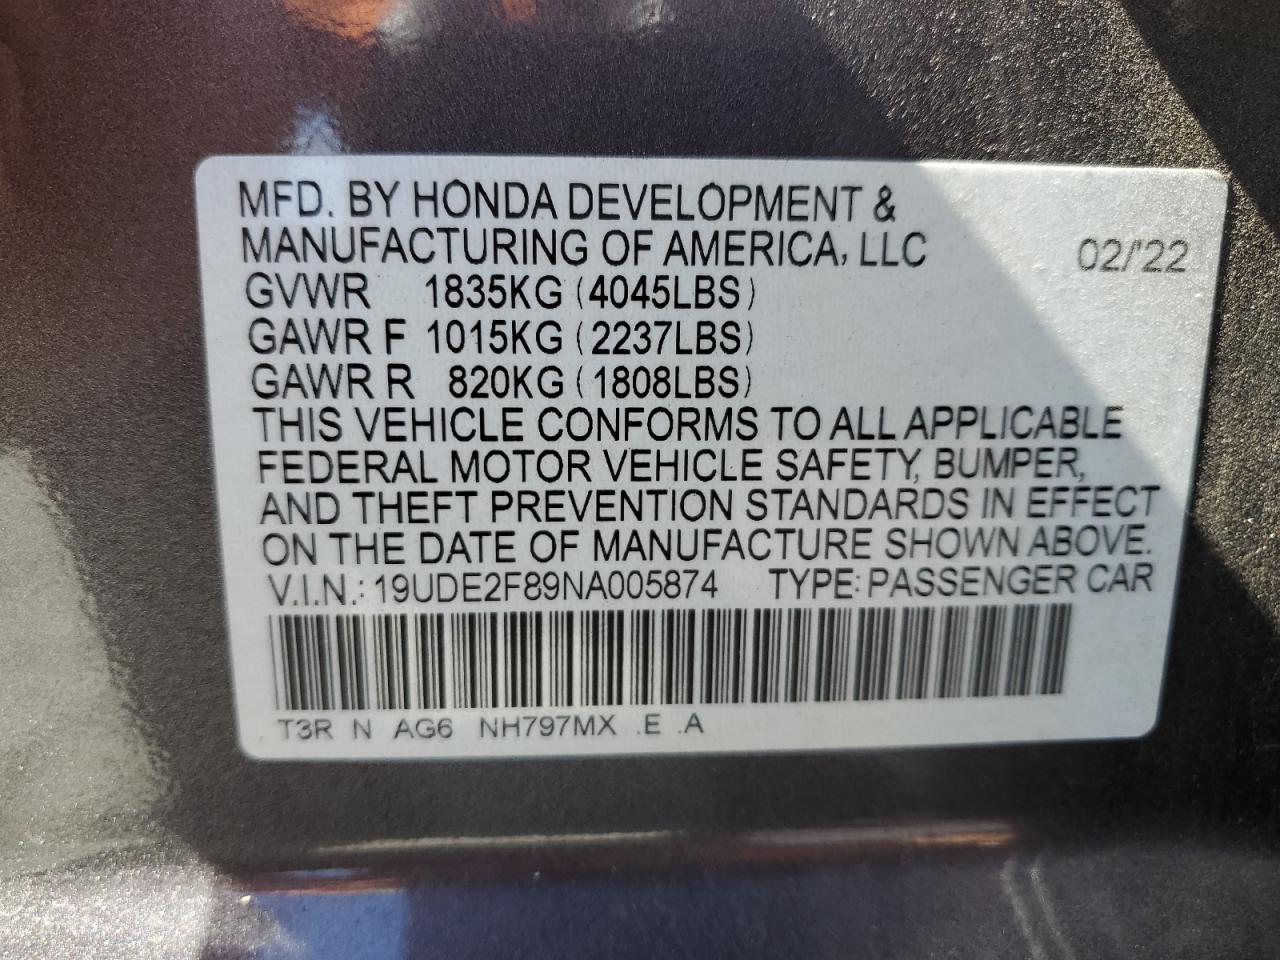 MFD. BY HONDA DEVELOPMENT &
MANUFACTURING OF AMERICA, LLC 02/'22
GVWR 1835KG (4045LBS)
GAWR F 1015KG (2237LBS)
GAWR R 820KG (1808LBS)
THIS VEHICLE CONFORMS TO ALL APPLICABLE
FEDERAL MOTOR VEHICLE SAFETY, BUMPER,
AND THEFT PREVENTION STANDARDS IN EFFECT
ON THE DATE OF MANUFACTURE SHOWN ABOVE.
V.I.N.: 19UDE2F89NA005874 TYPE: PASSENGER CAR
T3R N AG6 NH797MX .E .A